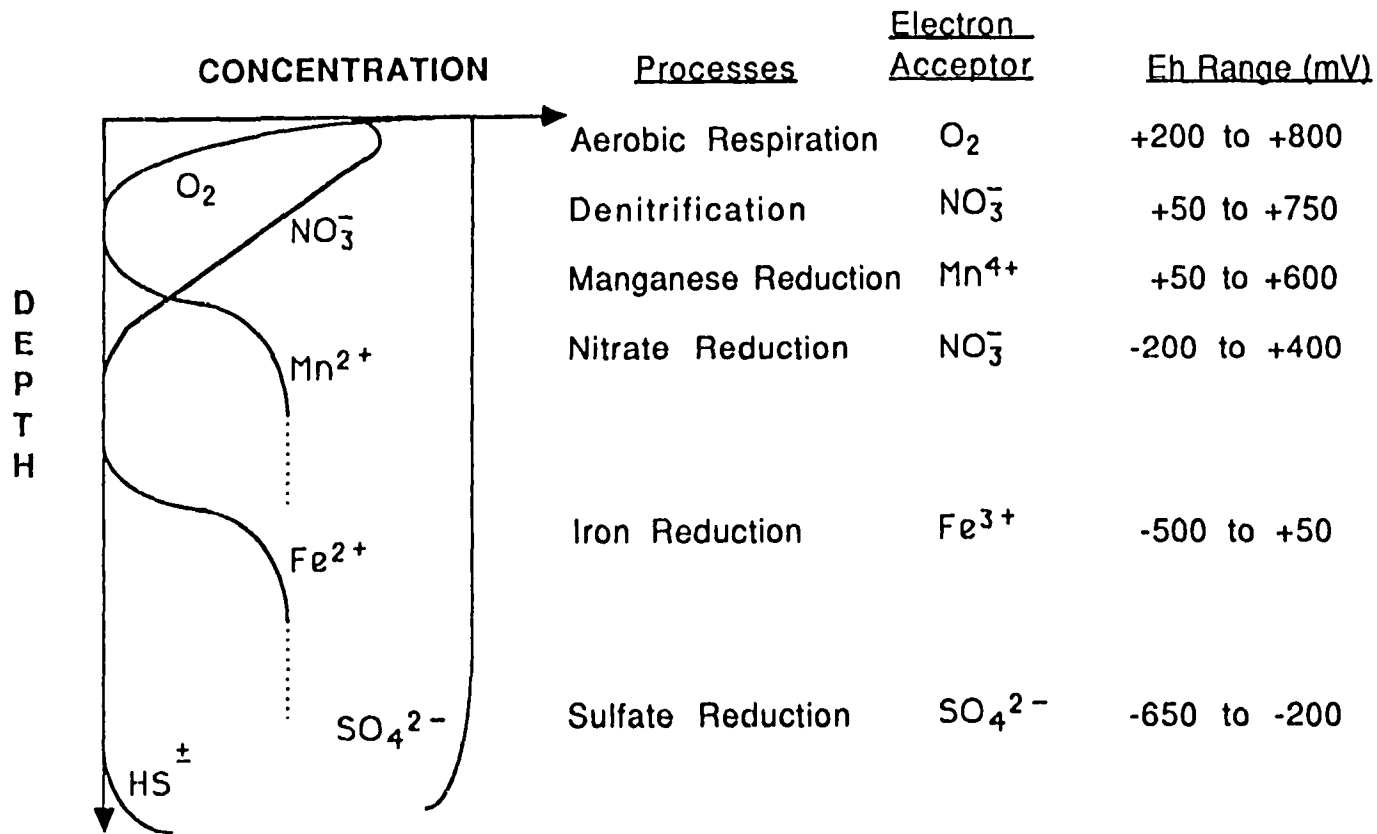 CONCENTRATION
Processes
Electron
Acceptor
Eh Range (mV)
Aerobic Respiration O₂ +200 to +800
Denitrification NO₃⁻ +50 to +750
Manganese Reduction Mn⁴⁺ +50 to +600
Nitrate Reduction NO₃⁻ -200 to +400
Iron Reduction Fe³⁺ -500 to +50
Sulfate Reduction SO₄²⁻ -650 to -200
DEPTH
O₂
NO₃⁻
Mn²⁺
Fe²⁺
SO₄²⁻
HS±